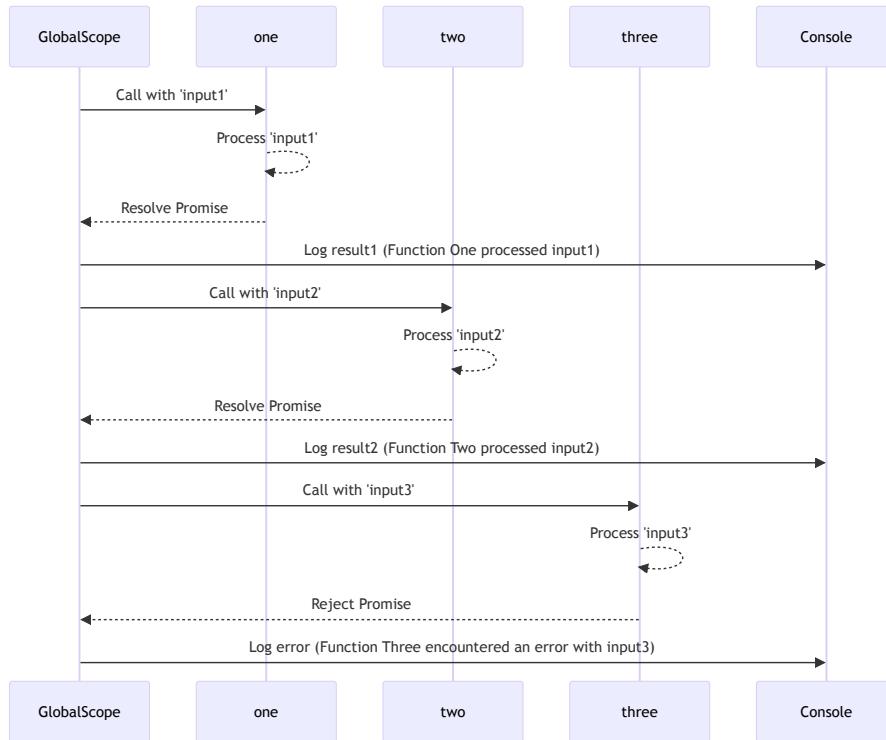 GlobalScope one two three Console
Call with 'input1'
Process 'input1'
Resolve Promise
Log result1 (Function One processed input1)
Call with 'input2'
Process 'input2'
Resolve Promise
Log result2 (Function Two processed input2)
Call with 'input3'
Process 'input3'
Reject Promise
Log error (Function Three encountered an error with input3)
GlobalScope one two three Console